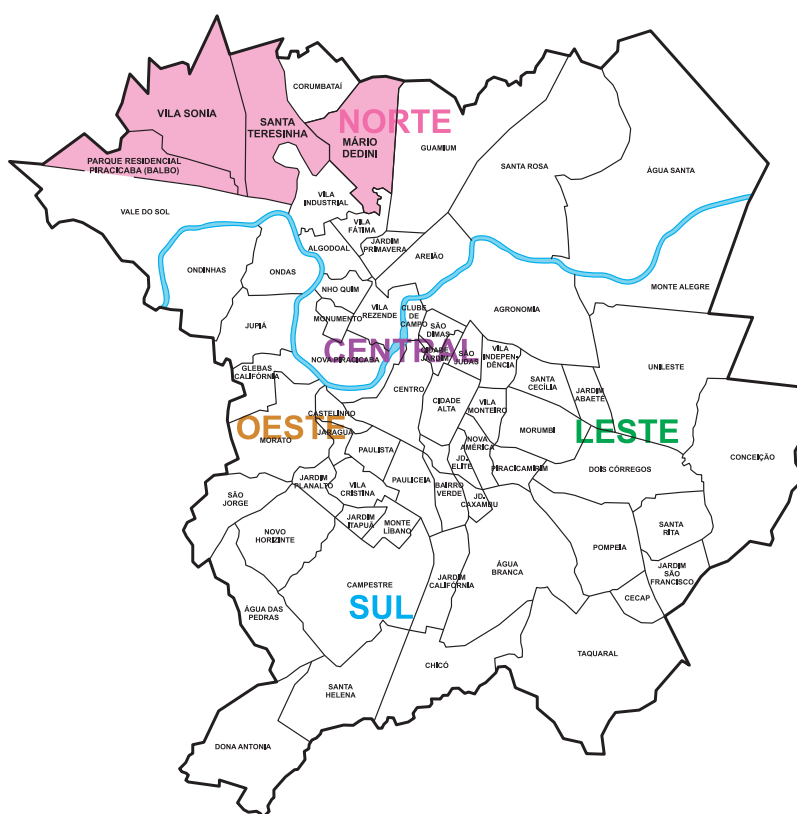 CORUMBATAÍ
VILA SONIA
SANTA
TERESINHA
NORTE
MÁRIO
DEDINI
GUAMIUM
SANTA ROSA
ÁGUA SANTA
PARQUE RESIDENCIAL
PIRACICABA (BALBO)
VALE DO SOL
VILA
INDUSTRIAL
VILA
FÁTIMA
ALGODOAL
JARDIM
PRIMAVERA
AREIÃO
ONDINHAS
ONDAS
NHO QUIM
MONTE ALEGRE
VILA
REZENDE
CLUBE
DE
CAMPO
AGRONOMIA
MONUMENTO
JUPIÁ
SÃO
DIMAS
CENTRAL
NOVA PIRACICABA
CIDADE
JARDIM
SÃO
JUDAS
VILA
INDEPEN-
DÊNCIA
GLEBAS
CALIFÓRNIA
UNILESTE
SANTA
CECÍLIA
JARDIM
ABAETÉ
CENTRO
CIDADE
ALTA
VILA
MONTEIRO
CASTELINHO
OESTE
JARAGUÁ
MORATO
MORUMBI
LESTE
PAULISTA
NOVA
AMÉRICA
JD.
ELITE
PIRACICAMIRIM
DOIS CÓRREGOS
CONCEIÇÃO
JARDIM
PLANALTO
VILA
CRISTINA
PAULICEIA
BAIRRO
VERDE
JD.
CAXAMBU
SÃO
JORGE
JARDIM
ITAPUÃ
MONTE
LÍBANO
NOVO
HORIZINTE
SANTA
RITA
POMPEIA
ÁGUA
BRANCA
JARDIM
SÃO
FRANCISCO
CAMPESTRE
JARDIM
CALIFÓRNIA
CECAP
SUL
ÁGUA DAS
PEDRAS
TAQUARAL
CHICÓ
SANTA
HELENA
DONA ANTONIA